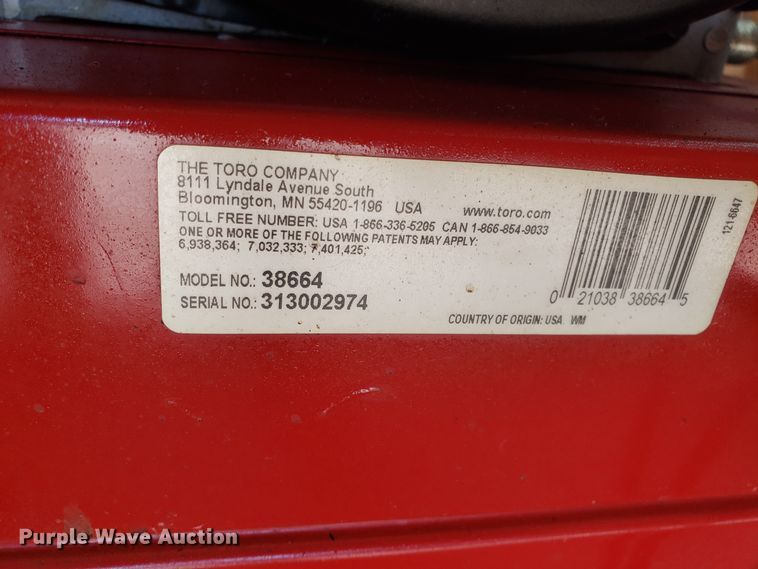 THE TORO COMPANY
8111 Lyndale Avenue South
Bloomington, MN 55420-1196 USA www.toro.com
TOLL FREE NUMBER: USA 1-866-336-5205 CAN 1-866-854-9033
ONE OR MORE OF THE FOLLOWING PATENTS MAY APPLY:
6,938,364; 7,032,333; 7,401,425;
MODEL NO.: 38664
SERIAL NO.: 313002974
0 21038 38664 5
COUNTRY OF ORIGIN: USA WM
121-6647
Purple Wave Auction